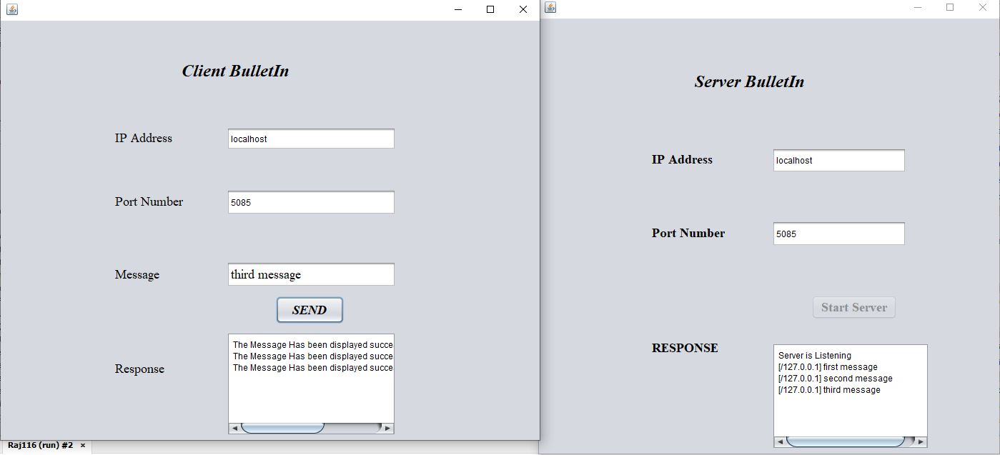 Client BulletIn
IP Address
localhost
Port Number
5085
Message
third message
SEND
Response
The Message Has been displayed succe
The Message Has been displayed succe
The Message Has been displayed succe
Raj116 (run) #2 ×
Server BulletIn
IP Address
localhost
Port Number
5085
Start Server
RESPONSE
Server is Listening
[/127.0.0.1] first message
[/127.0.0.1] second message
[/127.0.0.1] third message